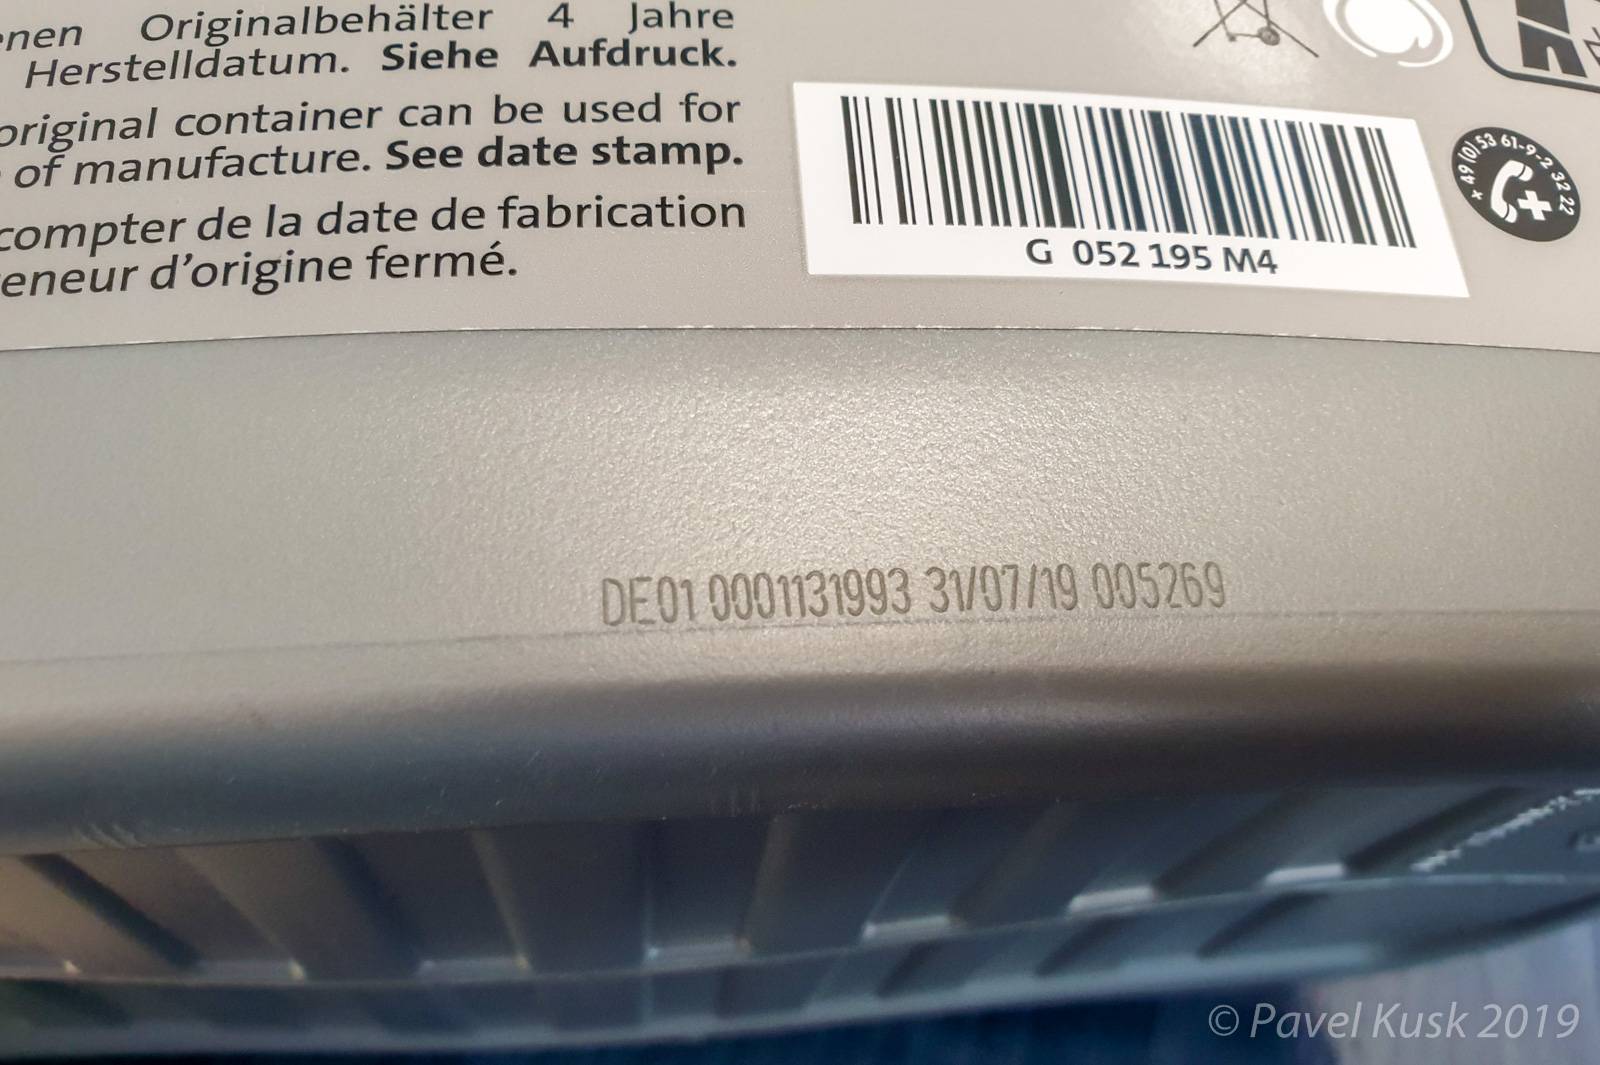 nen Originalbehälter 4 Jahre
Herstelldatum. Siehe Aufdruck.
original container can be used for
of manufacture. See date stamp.
compter de la date de fabrication
eneur d'origine fermé.
G 052 195 M4
+ 49 (0) 53 61-9-2 32 22
DE01 0001131993 31/07/19 005269
© Pavel Kusk 2019